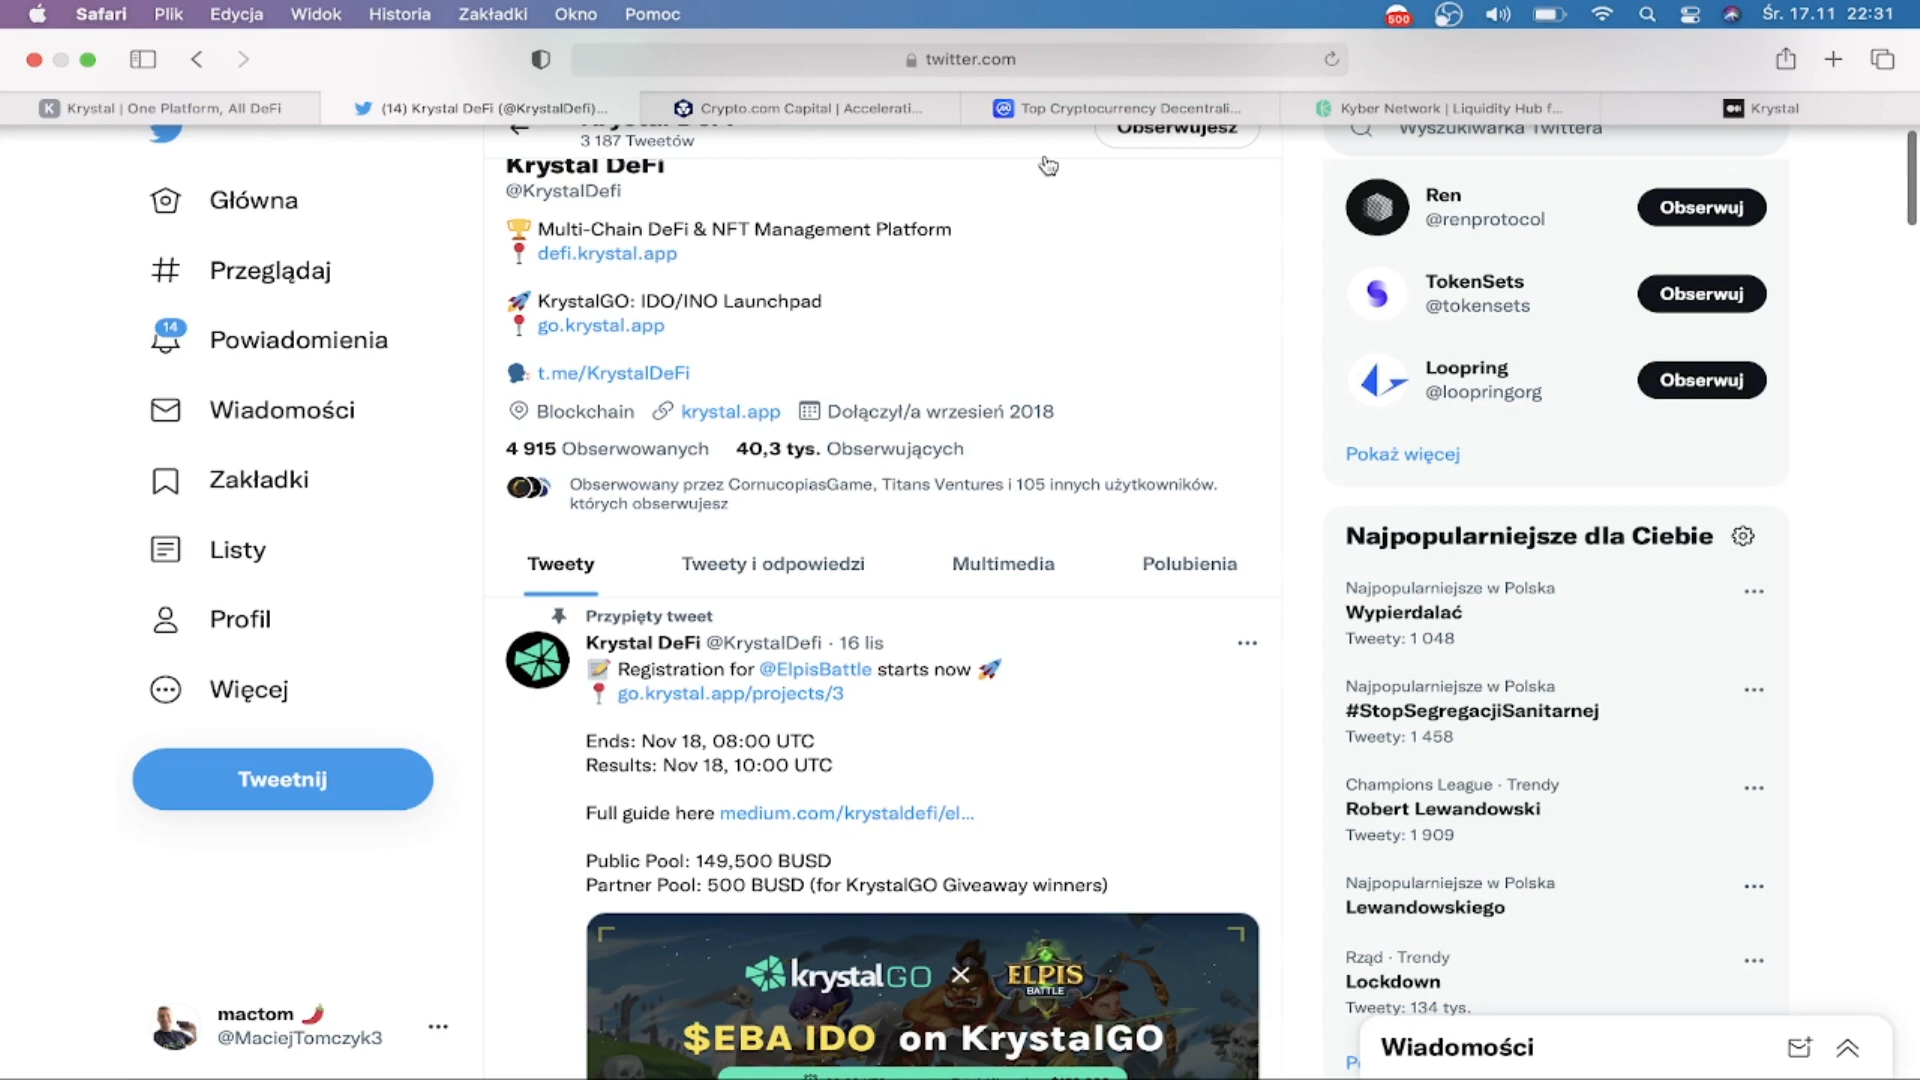 Safari Plik Edycja Widok Historia Zakładki Okno Pomoc 500 Śr. 17.11 22:31
twitter.com
K Krystal | One Platform, All DeFi
(14) Krystal DeFi (@KrystalDefi)...
Crypto.com Capital | Accelerati...
Top Cryptocurrency Decentrali...
Kyber Network | Liquidity Hub f...
Krystal
3 187 Tweetów
Obserwujesz
Wyszukiwarka Twittera
Główna
Przeglądaj
14
Powiadomienia
Wiadomości
Zakładki
Listy
Profil
Więcej
Tweetnij
mactom
@MaciejTomczyk3
Krystal DeFi
@KrystalDefi
Multi-Chain DeFi & NFT Management Platform
defi.krystal.app
KrystalGO: IDO/INO Launchpad
go.krystal.app
t.me/KrystalDeFi
Blockchain krystal.app Dołączył/a wrzesień 2018
4 915 Obserwowanych 40,3 tys. Obserwujących
Obserwowany przez CornucopiasGame, Titans Ventures i 105 innych użytkowników.
których obserwujesz
Tweety Tweety i odpowiedzi Multimedia Polubienia
Przypięty tweet
Krystal DeFi @KrystalDefi · 16 lis
Registration for @ElpisBattle starts now
go.krystal.app/projects/3
Ends: Nov 18, 08:00 UTC
Results: Nov 18, 10:00 UTC
Full guide here medium.com/krystaldefi/el...
Public Pool: 149,500 BUSD
Partner Pool: 500 BUSD (for KrystalGO Giveaway winners)
krystalGO × ELPIS
BATTLE
$EBA IDO on KrystalGO
Ren
@renprotocol
Obserwuj
TokenSets
@tokensets
Obserwuj
Loopring
@loopringorg
Obserwuj
Pokaż więcej
Najpopularniejsze dla Ciebie
Najpopularniejsze w Polska
Wypierdalać
Tweety: 1 048
Najpopularniejsze w Polska
#StopSegregacjiSanitarnej
Tweety: 1 458
Champions League · Trendy
Robert Lewandowski
Tweety: 1 909
Najpopularniejsze w Polska
Lewandowskiego
Rząd · Trendy
Lockdown
Tweety: 134 tys.
Wiadomości